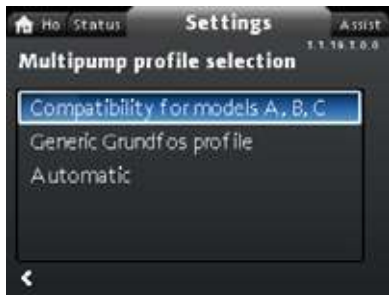 Ho Status Settings Assist
1.1.19.1.0.0
Multipump profile selection
Compatibility for models A, B, C
Generic Grundfos profile
Automatic